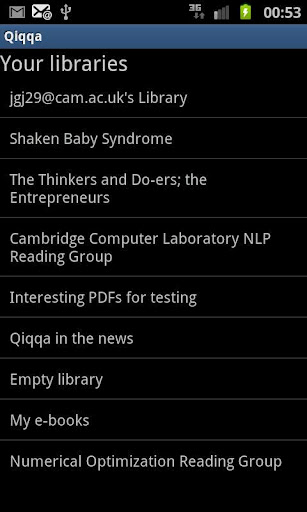 3G
00:53
Qiqqa
Your libraries
jgj29@cam.ac.uk's Library
Shaken Baby Syndrome
The Thinkers and Do-ers; the
Entrepreneurs
Cambridge Computer Laboratory NLP
Reading Group
Interesting PDFs for testing
Qiqqa in the news
Empty library
My e-books
Numerical Optimization Reading Group